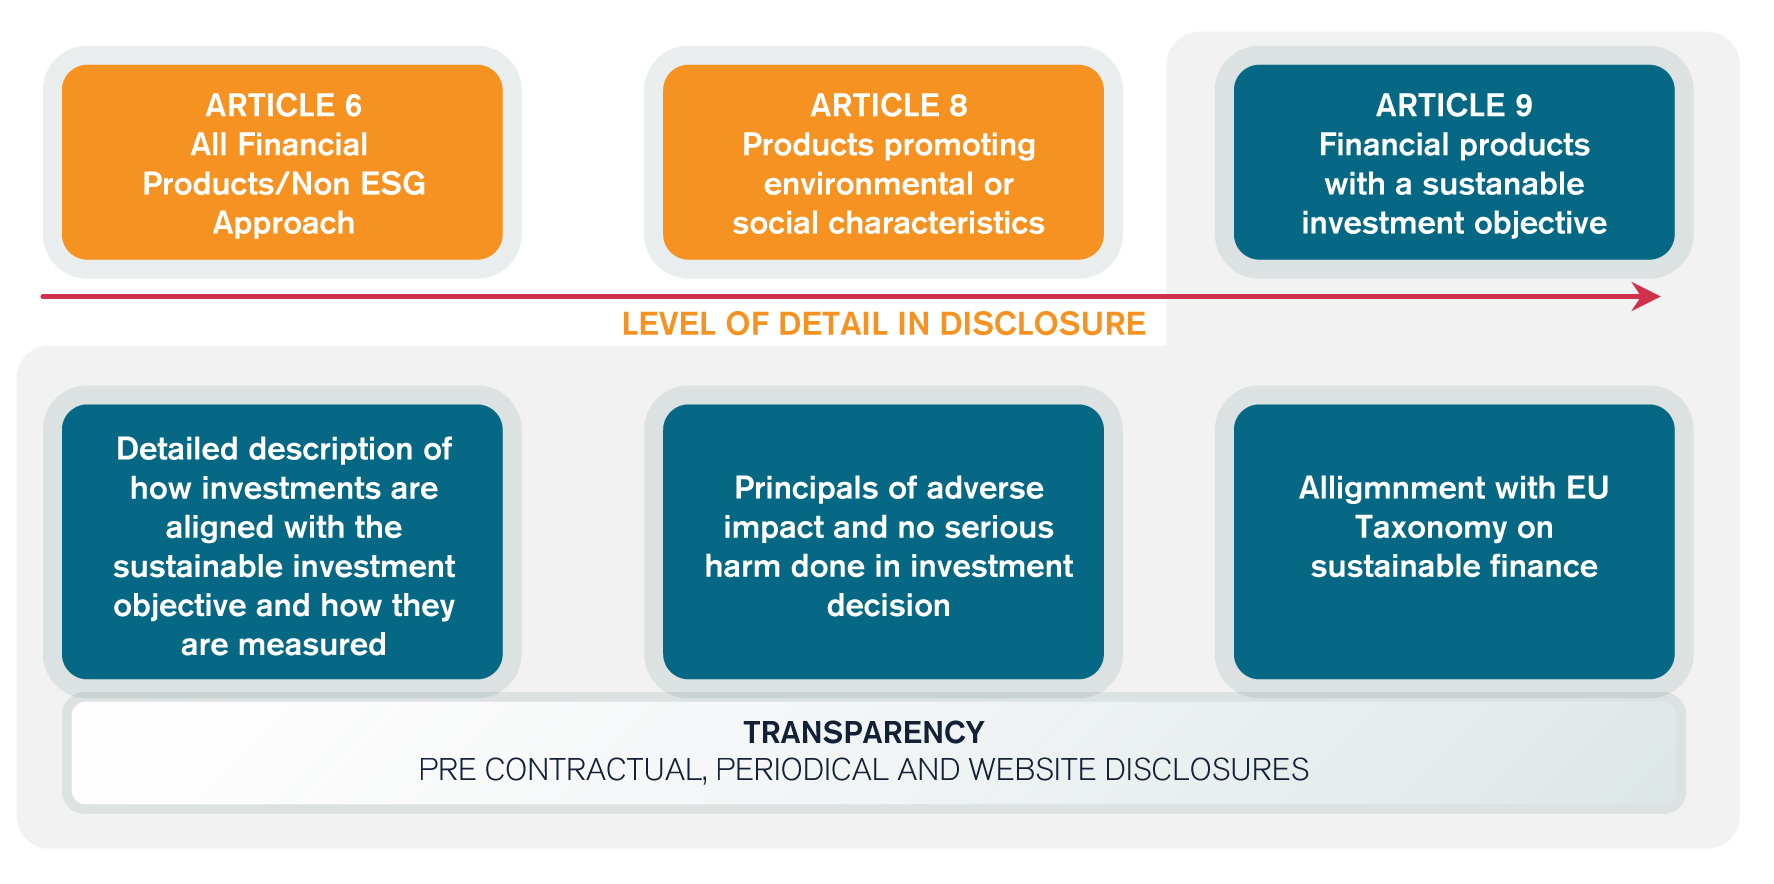 ARTICLE 6
All Financial
Products/Non ESG
Approach
ARTICLE 8
Products promoting
environmental or
social characteristics
ARTICLE 9
Financial products
with a sustanable
investment objective
LEVEL OF DETAIL IN DISCLOSURE
Detailed description of
how investments are
aligned with the
sustainable investment
objective and how they
are measured
Principals of adverse
impact and no serious
harm done in investment
decision
Alligmnment with EU
Taxonomy on
sustainable finance
TRANSPARENCY
PRE CONTRACTUAL, PERIODICAL AND WEBSITE DISCLOSURES